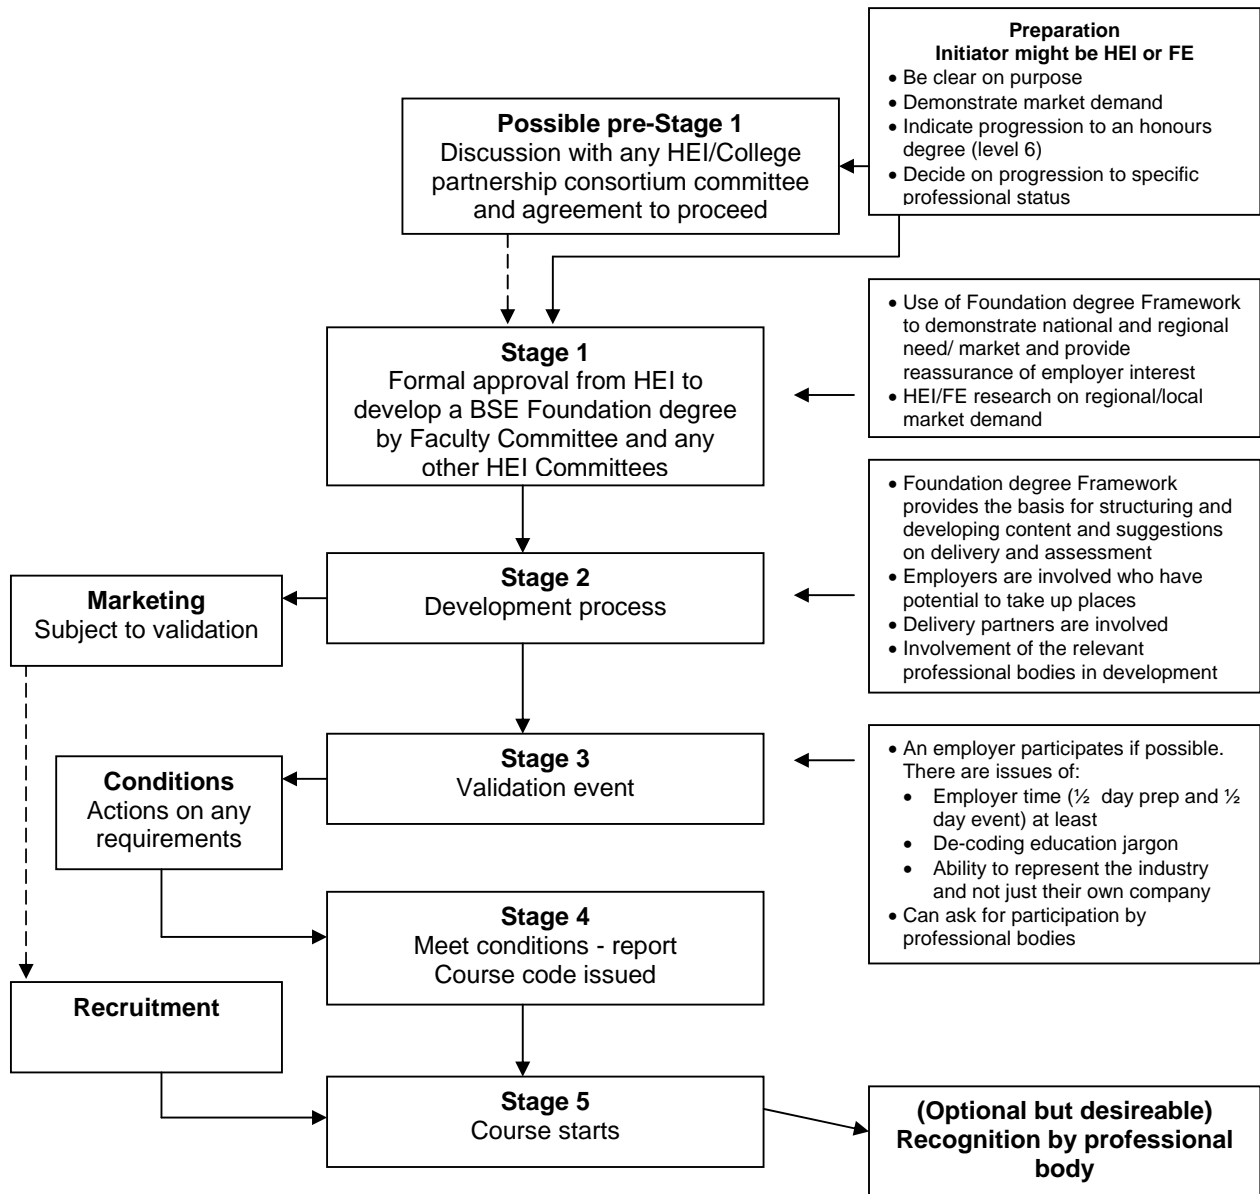 Preparation
Initiator might be HEI or FE
• Be clear on purpose
• Demonstrate market demand
• Indicate progression to an honours
degree (level 6)
• Decide on progression to specific
professional status
Possible pre-Stage 1
Discussion with any HEI/College
partnership consortium committee
and agreement to proceed
Stage 1
Formal approval from HEI to
develop a BSE Foundation degree
by Faculty Committee and any
other HEI Committees
• Use of Foundation degree Framework
to demonstrate national and regional
need/ market and provide
reassurance of employer interest
• HEI/FE research on regional/local
market demand
Stage 2
Development process
• Foundation degree Framework
provides the basis for structuring and
developing content and suggestions
on delivery and assessment
• Employers are involved who have
potential to take up places
• Delivery partners are involved
• Involvement of the relevant
professional bodies in development
Marketing
Subject to validation
Stage 3
Validation event
• An employer participates if possible.
There are issues of:
• Employer time (½ day prep and ½
day event) at least
• De-coding education jargon
• Ability to represent the industry
and not just their own company
• Can ask for participation by
professional bodies
Conditions
Actions on any
requirements
Stage 4
Meet conditions - report
Course code issued
Recruitment
Stage 5
Course starts
(Optional but desireable)
Recognition by professional
body